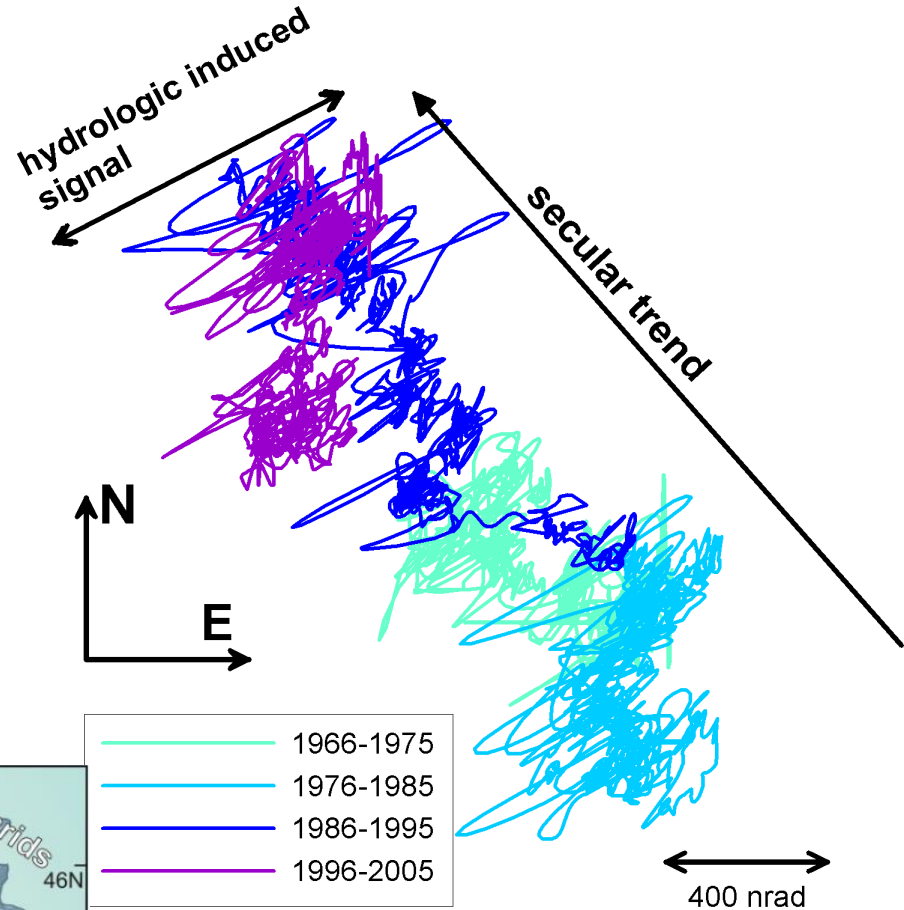 hydrologic induced
signal
secular trend
N
E
1966-1975
1976-1985
1986-1995
1996-2005
46N
400 nrad